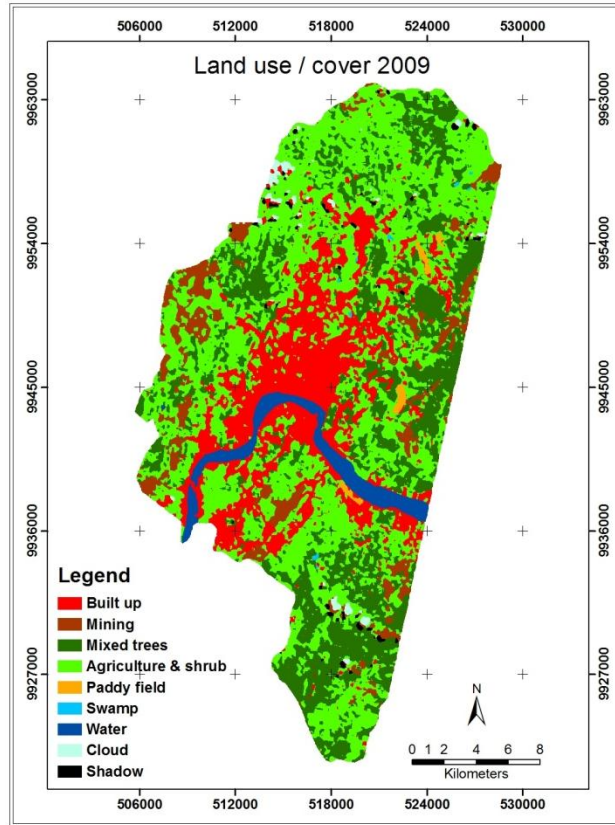 506000 512000 518000 524000 530000
Land use / cover 2009
9963000 9963000
9954000 9954000
9945000 9945000
9936000 9936000
9927000 9927000
Legend
Built up
Mining
Mixed trees
Agriculture & shrub
Paddy field
Swamp
Water
Cloud
Shadow
N
0 1 2 4 6 8
Kilometers
506000 512000 518000 524000 530000